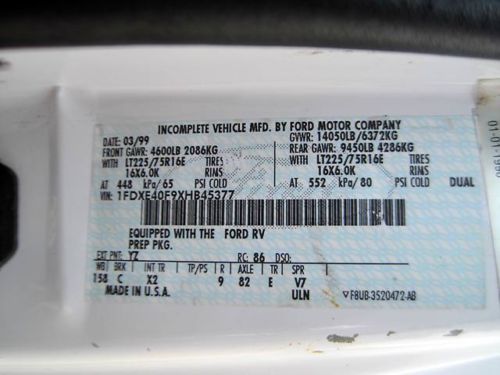 INCOMPLETE VEHICLE MFD. BY FORD MOTOR COMPANY
DATE: 03/99 GVWR: 14050LB/6372KG
FRONT GAWR: 4600LB 2086KG REAR GAWR: 9450LB 4286KG
WITH LT225/75R16E TIRES WITH LT225/75R16E TIRES
16X6.0K RIMS 16X6.0K RIMS
AT 448 kPa/65 PSI COLD AT 552 kPa/80 PSI COLD DUAL
VIN: 1FDXE40F9XHB45377
EQUIPPED WITH THE FORD RV
PREP PKG.
EXT PNT: YZ RC: 86 DSO:
WB BRK INT TR TP/PS R AXLE TR SPR
158 C X2 9 82 E V7
MADE IN U.S.A. ULN F8UB-3520472-AB